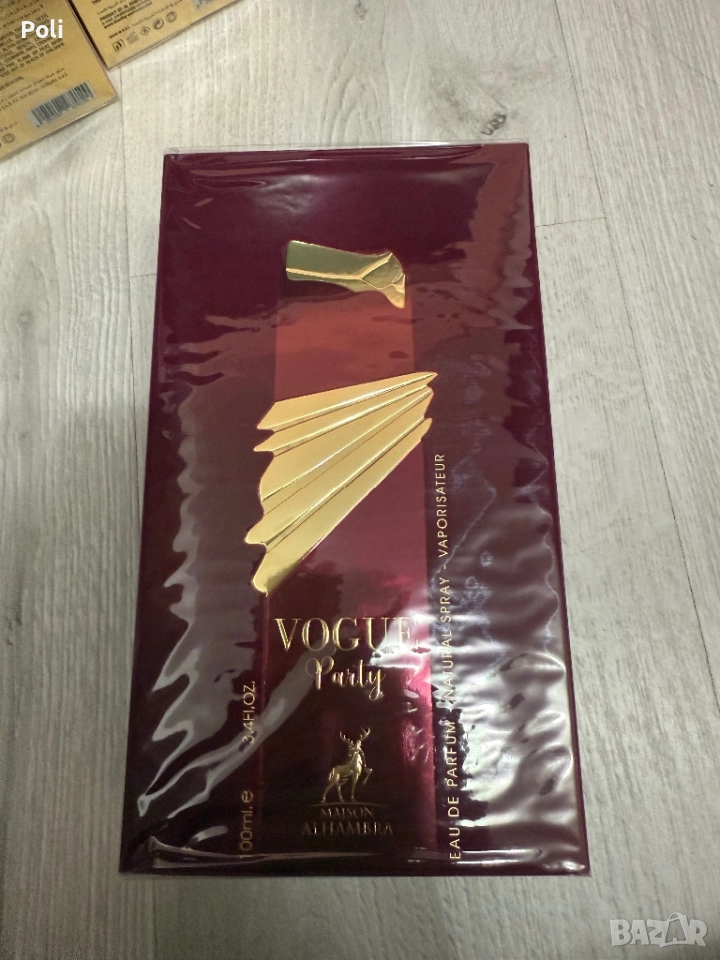 Poli
VOGUE
Party
MAISON
ALHAMBRA
100ml. e 3.4FL.OZ.
EAU DE PARFUM - NATURAL SPRAY - VAPORISATEUR
BAZAR